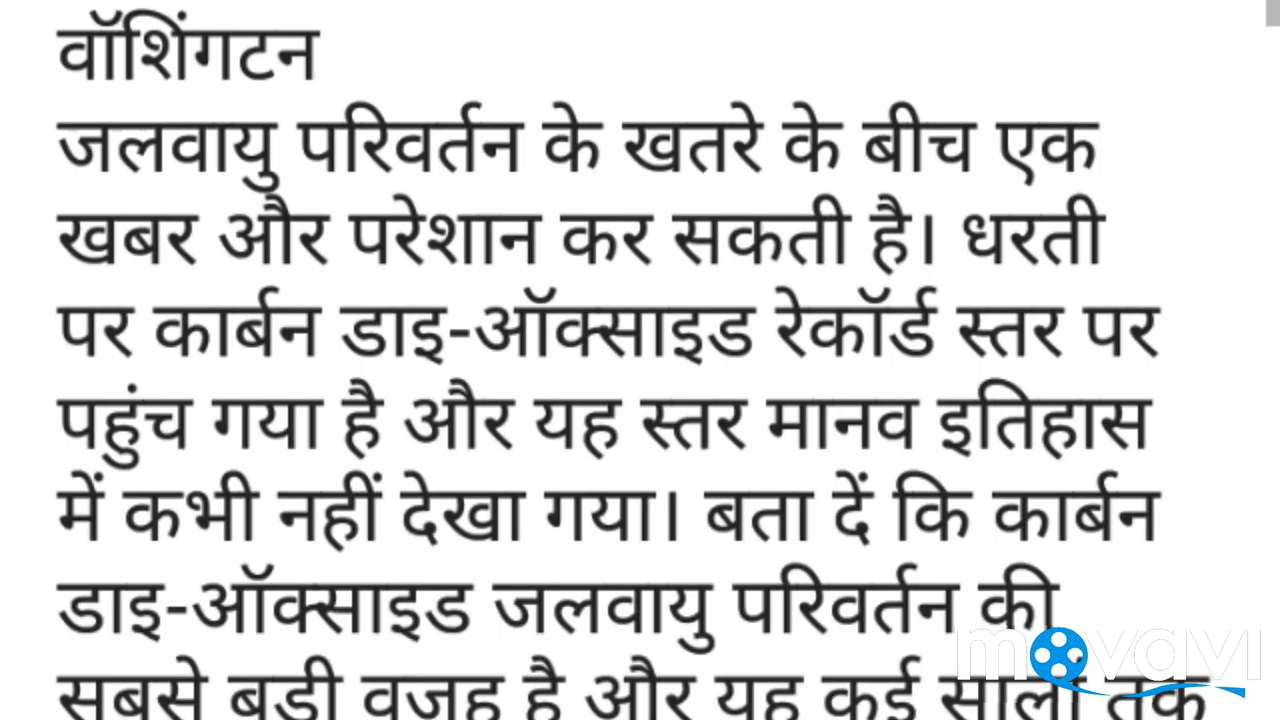 वॉशिंगटन
जलवायु परिवर्तन के खतरे के बीच एक
खबर और परेशान कर सकती है। धरती
पर कार्बन डाइ-ऑक्साइड रेकॉर्ड स्तर पर
पहुंच गया है और यह स्तर मानव इतिहास
में कभी नहीं देखा गया। बता दें कि कार्बन
डाइ-ऑक्साइड जलवायु परिवर्तन की
सबसे बड़ी वजह है और यह कई सालों तक
movavi